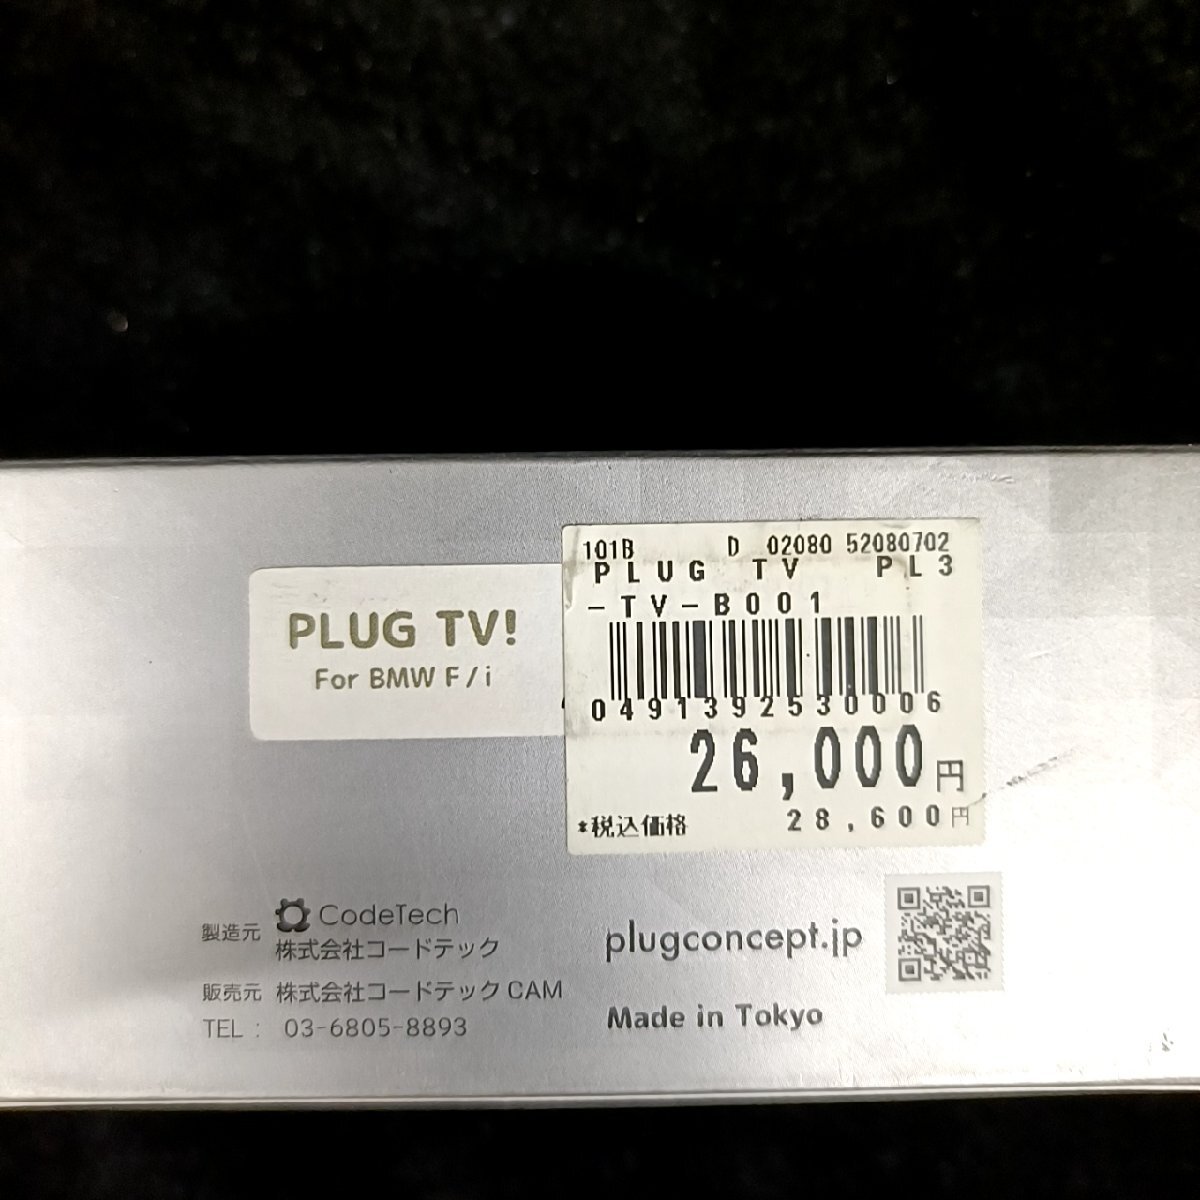 101B D 02080 52080702
PLUG TV PL3
-TV-B001
0491392530006
26,000円
*税込価格 28,600円
PLUG TV!
For BMW F / i
製造元 CodeTech
株式会社コードテック
販売元 株式会社コードテック CAM
TEL : 03-6805-8893
plugconcept.jp
Made in Tokyo